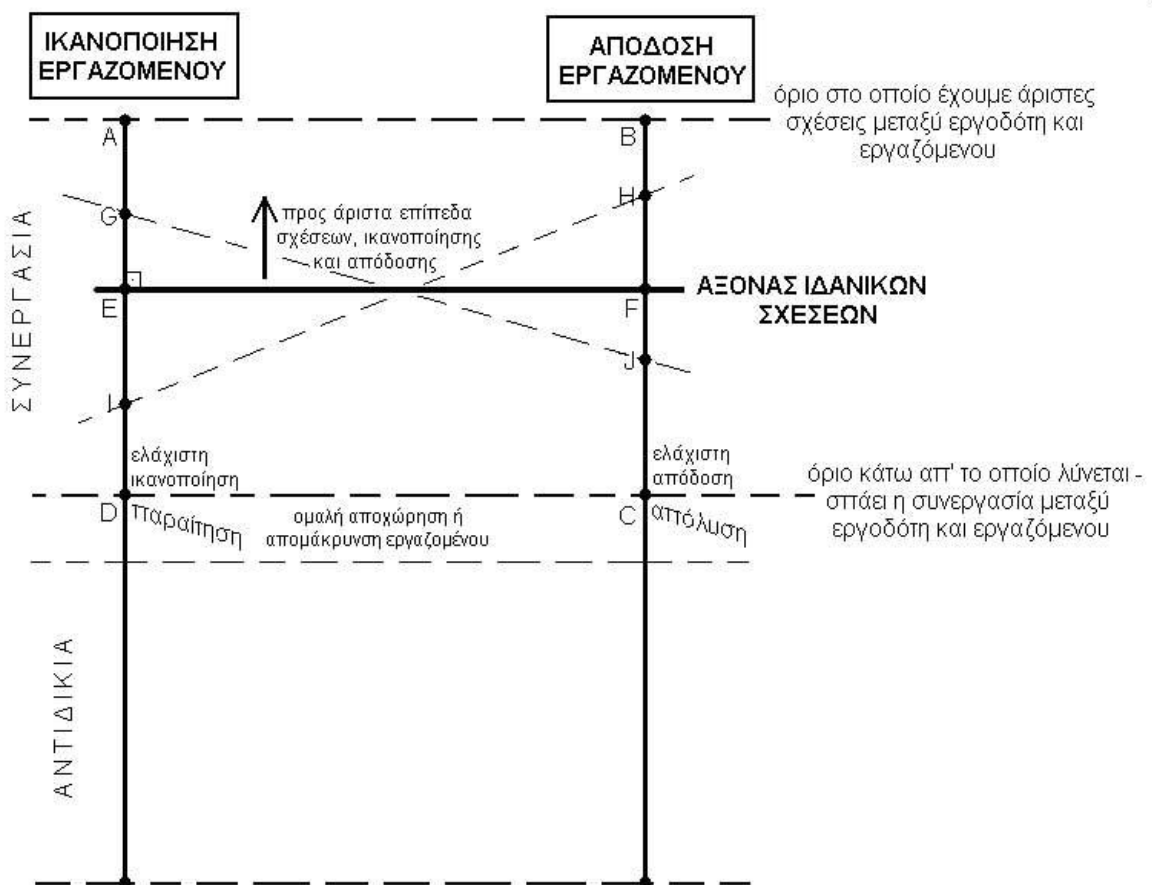 ΙΚΑΝΟΠΟΙΗΣΗ
ΕΡΓΑΖΟΜΕΝΟΥ
ΑΠΟΔΟΣΗ
ΕΡΓΑΖΟΜΕΝΟΥ
όριο στο οποίο έχουμε άριστες
σχέσεις μεταξύ εργοδότη και
εργαζόμενου
A
B
G
H
προς άριστα επίπεδα
σχέσεων, ικανοποίησης
και απόδοσης
ΣΥΝΕΡΓΑΣΙΑ
E
F
ΑΞΟΝΑΣ ΙΔΑΝΙΚΩΝ
ΣΧΕΣΕΩΝ
J
I
ελάχιστη
ικανοποίηση
ελάχιστη
απόδοση
όριο κάτω απ' το οποίο λύνεται -
σπάει η συνεργασία μεταξύ
εργοδότη και εργαζόμενου
D
παραίτηση
ομαλή αποχώρηση ή
απομάκρυνση εργαζομένου
C
απόλυση
ΑΝΤΙΔΙΚΙΑ